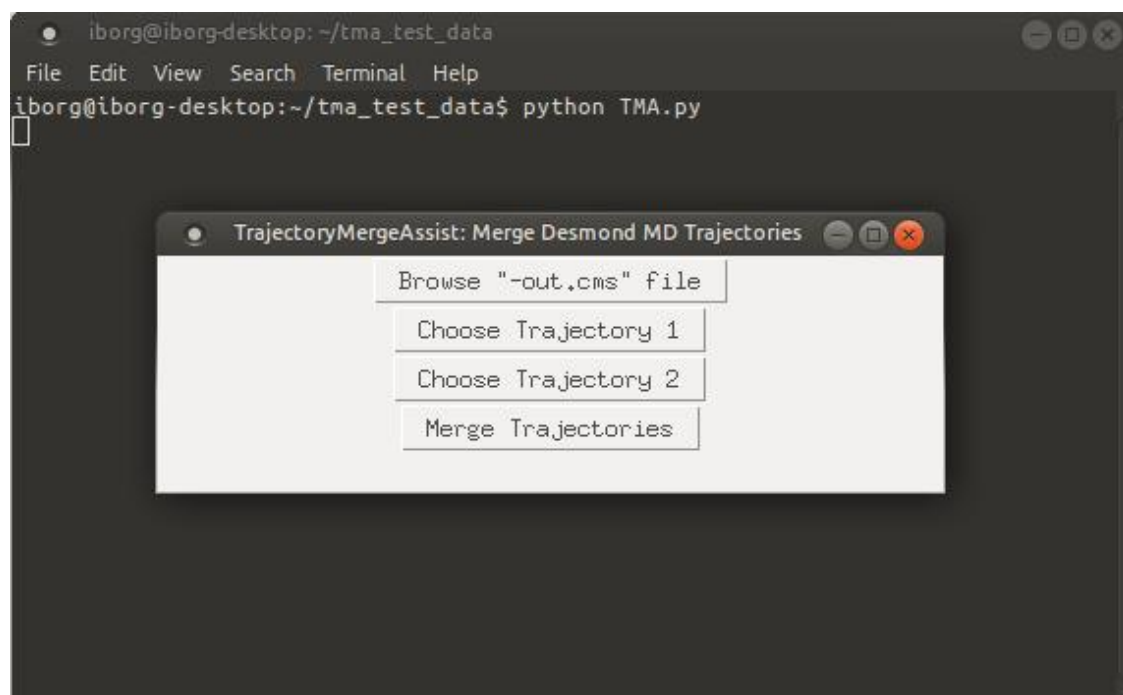 iborg@iborg-desktop: ~/tma_test_data
File Edit View Search Terminal Help
iborg@iborg-desktop:~/tma_test_data$ python TMA.py
TrajectoryMergeAssist: Merge Desmond MD Trajectories
Browse "-out.cms" file
Choose Trajectory 1
Choose Trajectory 2
Merge Trajectories